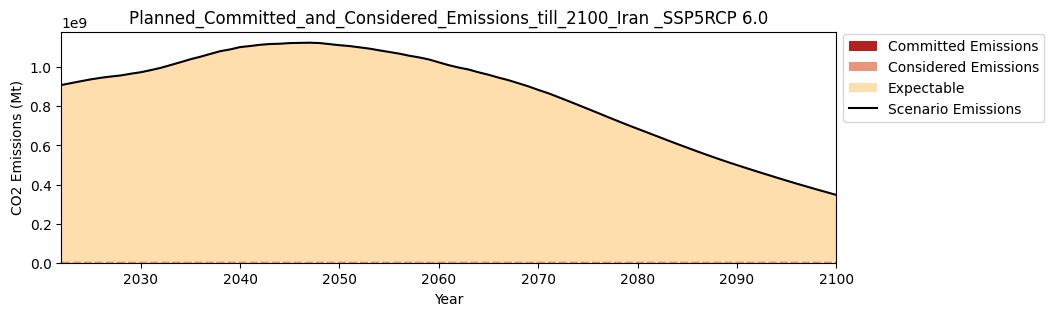 Planned_Committed_and_Considered_Emissions_till_2100_Iran _SSP5RCP 6.0
1e9
CO2 Emissions (Mt)
1.0
0.8
0.6
0.4
0.2
0.0
2030 2040 2050 2060 2070 2080 2090 2100
Year
Committed Emissions
Considered Emissions
Expectable
Scenario Emissions